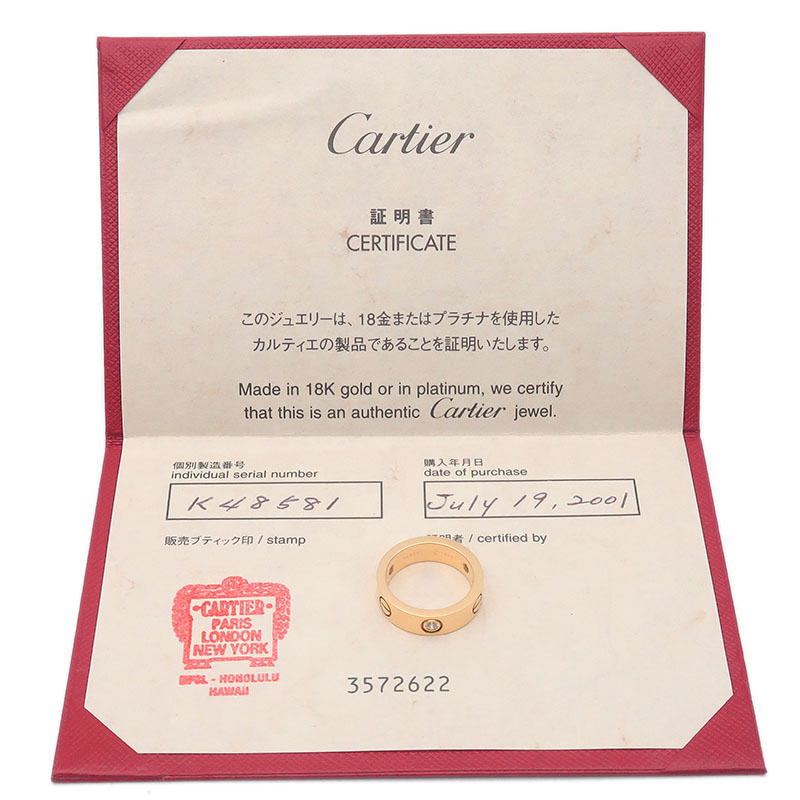 Cartier
証明書
CERTIFICATE
このジュエリーは、18金またはプラチナを使用した
カルティエの製品であることを証明いたします。
Made in 18K gold or in platinum, we certify
that this is an authentic Cartier jewel.
個別製造番号
individual serial number
K48581
購入年月日
date of purchase
July 19, 2001
販売ブティック印 / stamp
証明者 / certified by
CARTIER
PARIS
LONDON
NEW YORK
- HONOLULU
HAWAII
3572622